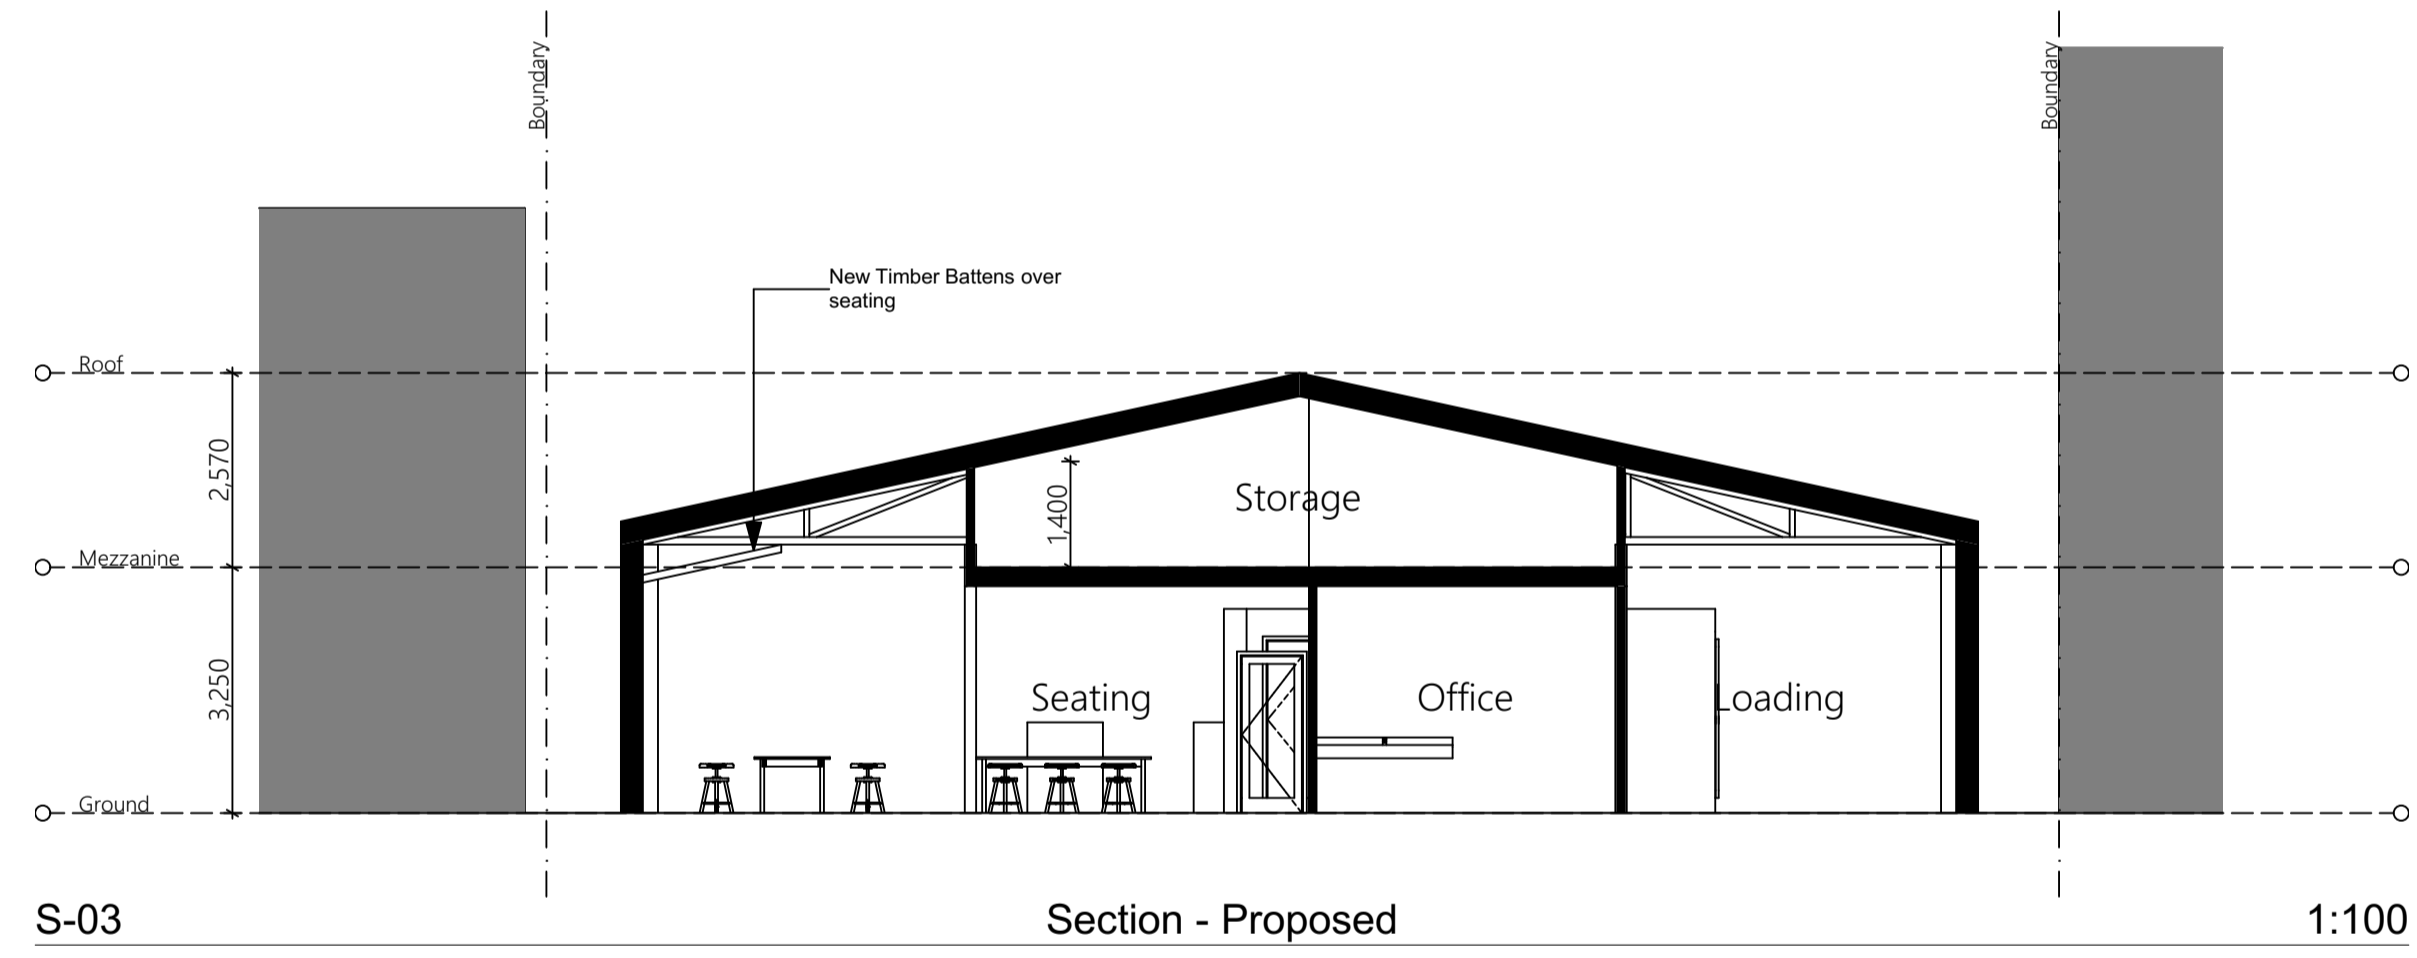 Boundary
Boundary
New Timber Battens over
seating
Roof
2,570
1,400
Storage
Mezzanine
3,250
Seating
Office
Loading
Ground
S-03
Section - Proposed
1:100